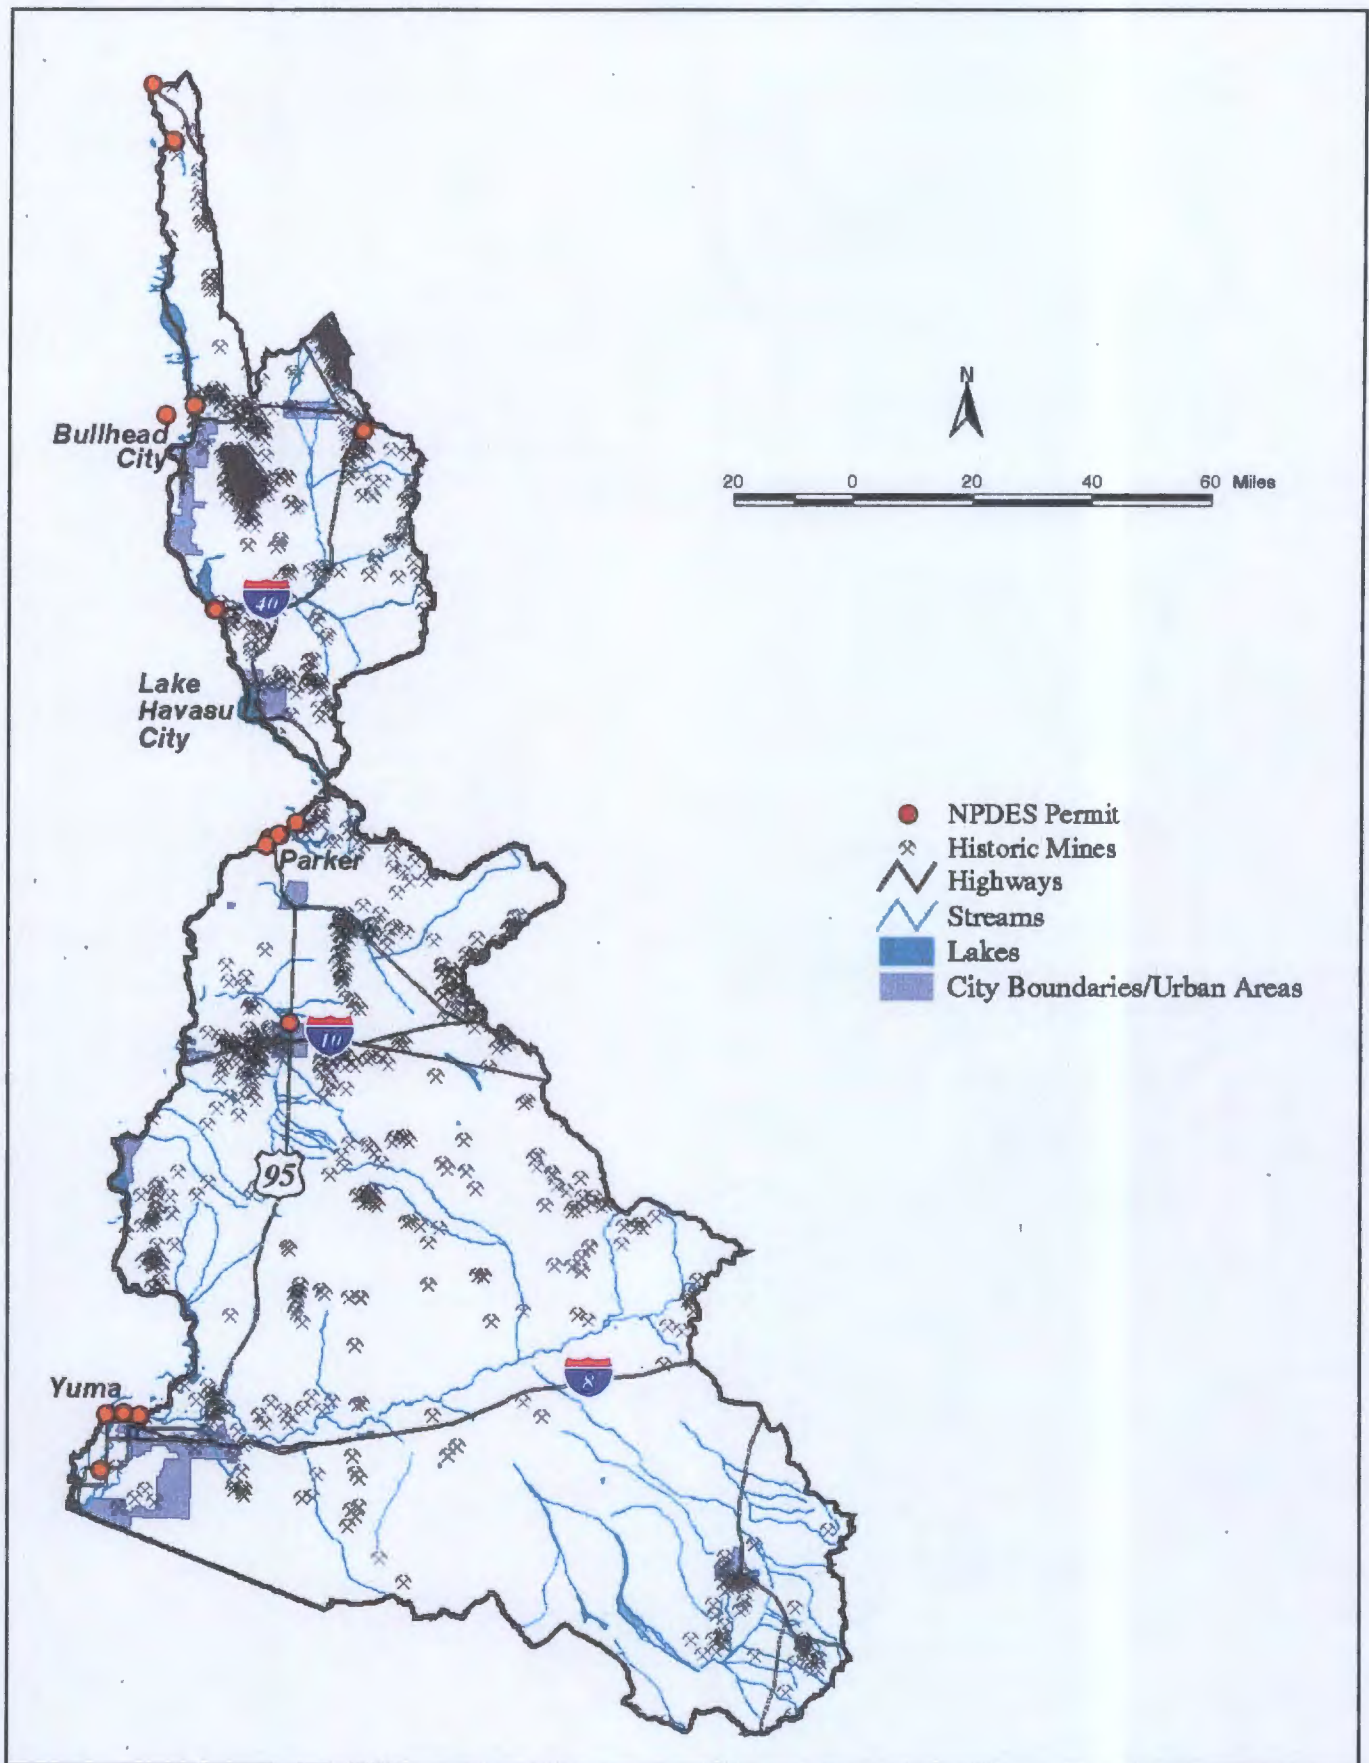 N
20 0 20 40 60 Miles
Bullhead
City
40
Lake
Havasu
City
NPDES Permit
Historic Mines
Highways
Streams
Lakes
City Boundaries/Urban Areas
Parker
10
95
8
Yuma